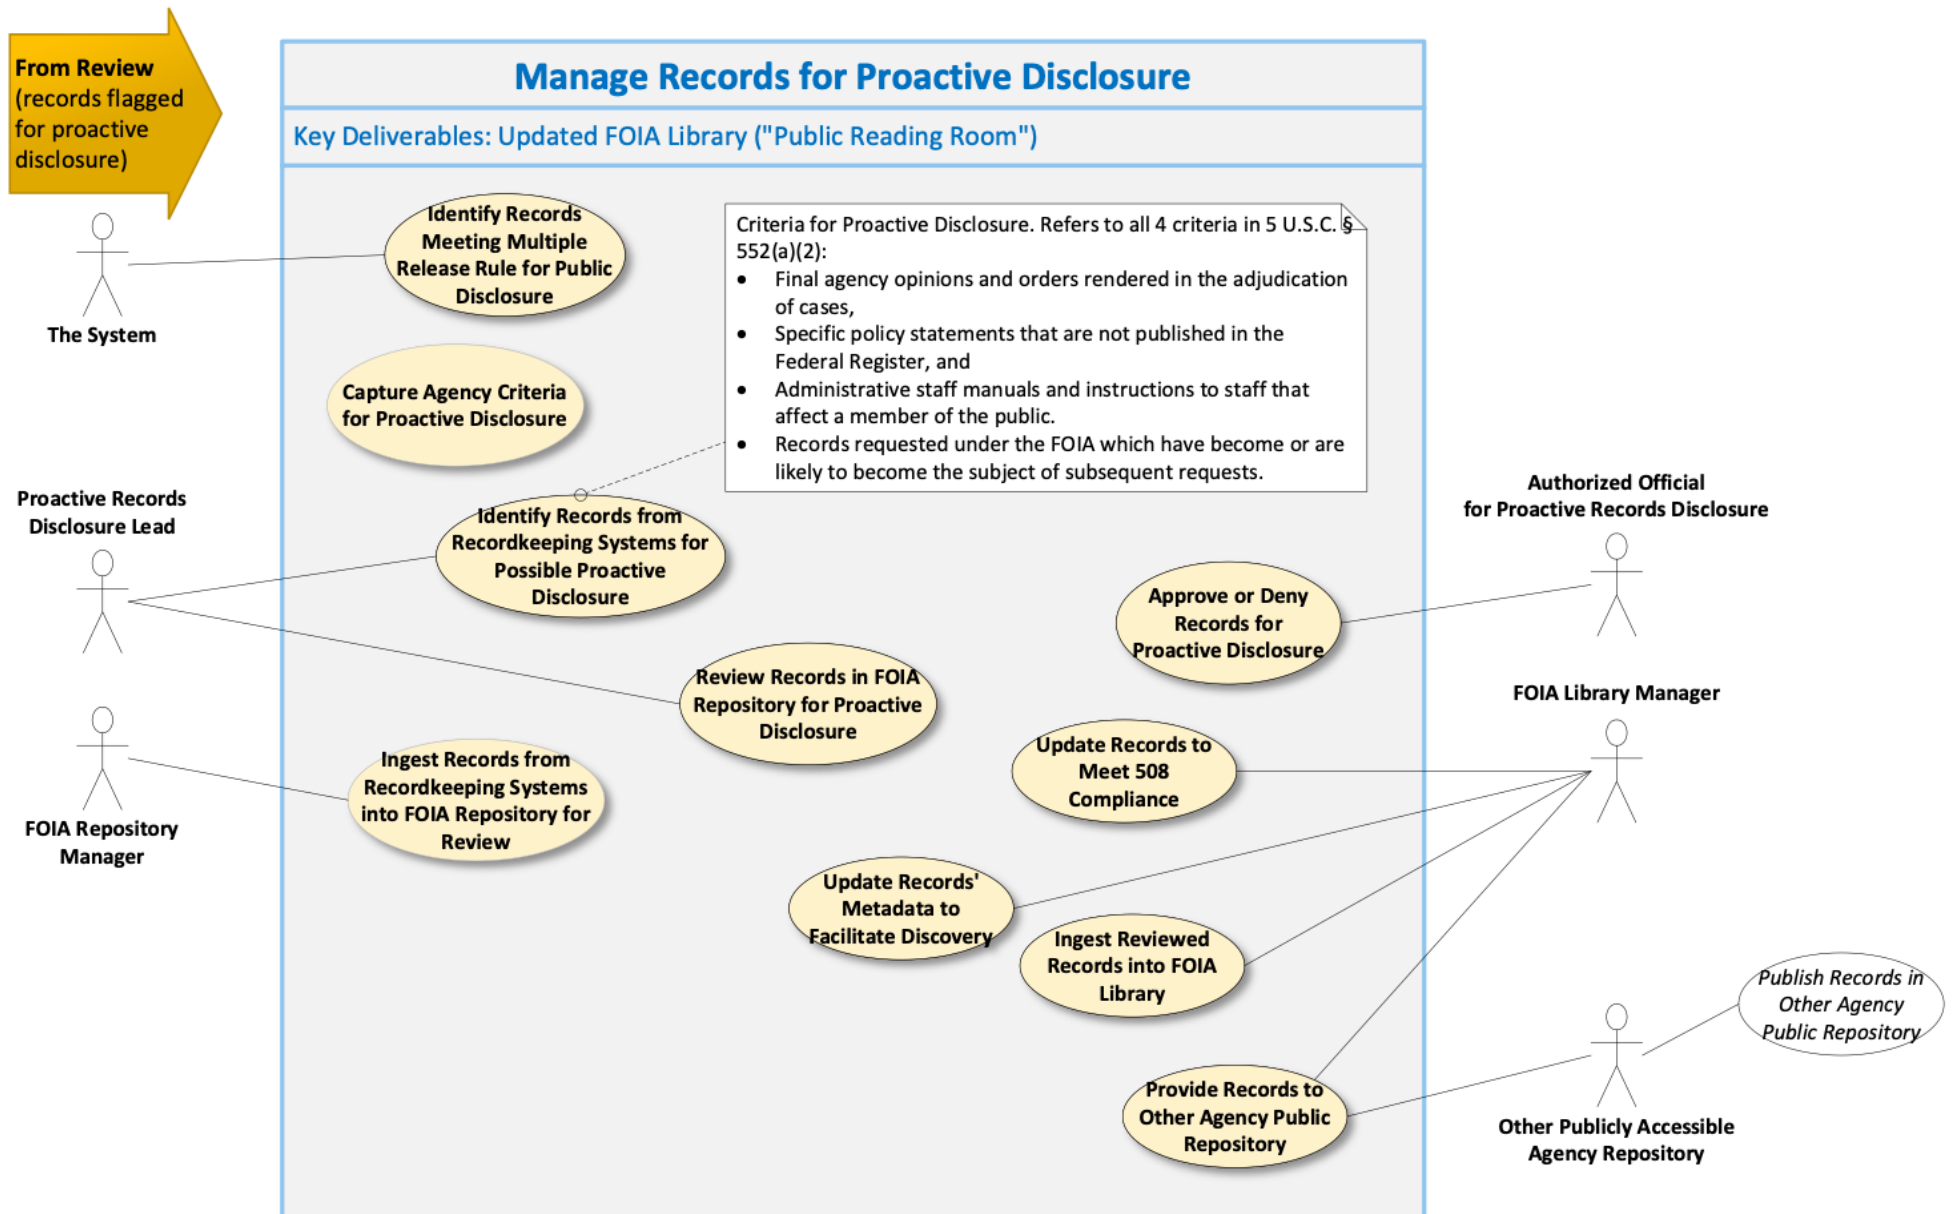 From Review
(records flagged
for proactive
disclosure)
Manage Records for Proactive Disclosure
Key Deliverables: Updated FOIA Library ("Public Reading Room")
The System
Identify Records
Meeting Multiple
Release Rule for Public
Disclosure
Criteria for Proactive Disclosure. Refers to all 4 criteria in 5 U.S.C. §
552(a)(2):
• Final agency opinions and orders rendered in the adjudication
of cases,
• Specific policy statements that are not published in the
Federal Register, and
• Administrative staff manuals and instructions to staff that
affect a member of the public.
• Records requested under the FOIA which have become or are
likely to become the subject of subsequent requests.
Capture Agency Criteria
for Proactive Disclosure
Proactive Records
Disclosure Lead
Identify Records from
Recordkeeping Systems for
Possible Proactive
Disclosure
Authorized Official
for Proactive Records Disclosure
Approve or Deny
Records for
Proactive Disclosure
Review Records in FOIA
Repository for Proactive
Disclosure
FOIA Library Manager
FOIA Repository
Manager
Ingest Records from
Recordkeeping Systems
into FOIA Repository for
Review
Update Records to
Meet 508
Compliance
Update Records'
Metadata to
Facilitate Discovery
Ingest Reviewed
Records into FOIA
Library
Publish Records in
Other Agency
Public Repository
Provide Records to
Other Agency Public
Repository
Other Publicly Accessible
Agency Repository